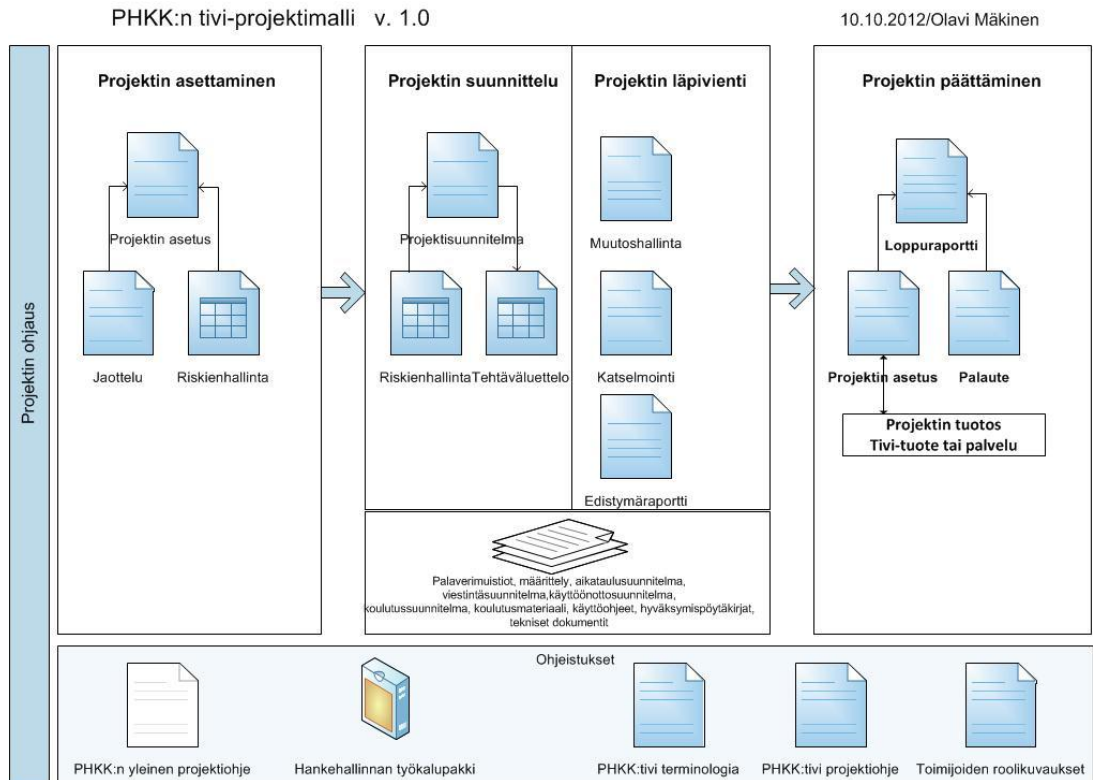 PHKK:n tivi-projektimalli v. 1.0
10.10.2012/Olavi Mäkinen
Projektin ohjaus
Projektin asettaminen
Projektin asetus
Jaottelu
Riskienhallinta
Projektin suunnittelu
Projektisuunnitelma
Riskienhallinta
Tehtäväluettelo
Projektin läpivienti
Muutoshallinta
Katselmointi
Edistymäraportti
Palaverimuistiot, määrittely, aikataulusuunnitelma,
viestintäsuunnitelma,käyttöönottosuunnitelma,
koulutussuunnitelma, koulutusmateriaali, käyttöohjeet, hyväksymispöytäkirjat,
tekniset dokumentit
Projektin päättäminen
Loppuraportti
Projektin asetus
Palaute
Projektin tuotos
Tivi-tuote tai palvelu
Ohjeistukset
PHKK:n yleinen projektiohje
Hankehallinnan työkalupakki
PHKK:tivi terminologia
PHKK:tivi projektiohje
Toimijoiden roolikuvaukset